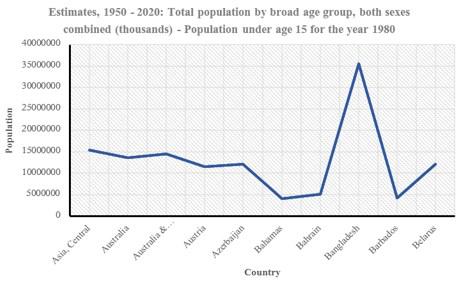 Estimates, 1950 - 2020: Total population by broad age group, both sexes
combined (thousands) - Population under age 15 for the year 1980
40000000
35000000
30000000
25000000
20000000
15000000
10000000
5000000
0
Population
Asia, Central
Australia
Australia &...
Austria
Azerbaijan
Bahamas
Bahrain
Bangladesh
Barbados
Belarus
Country